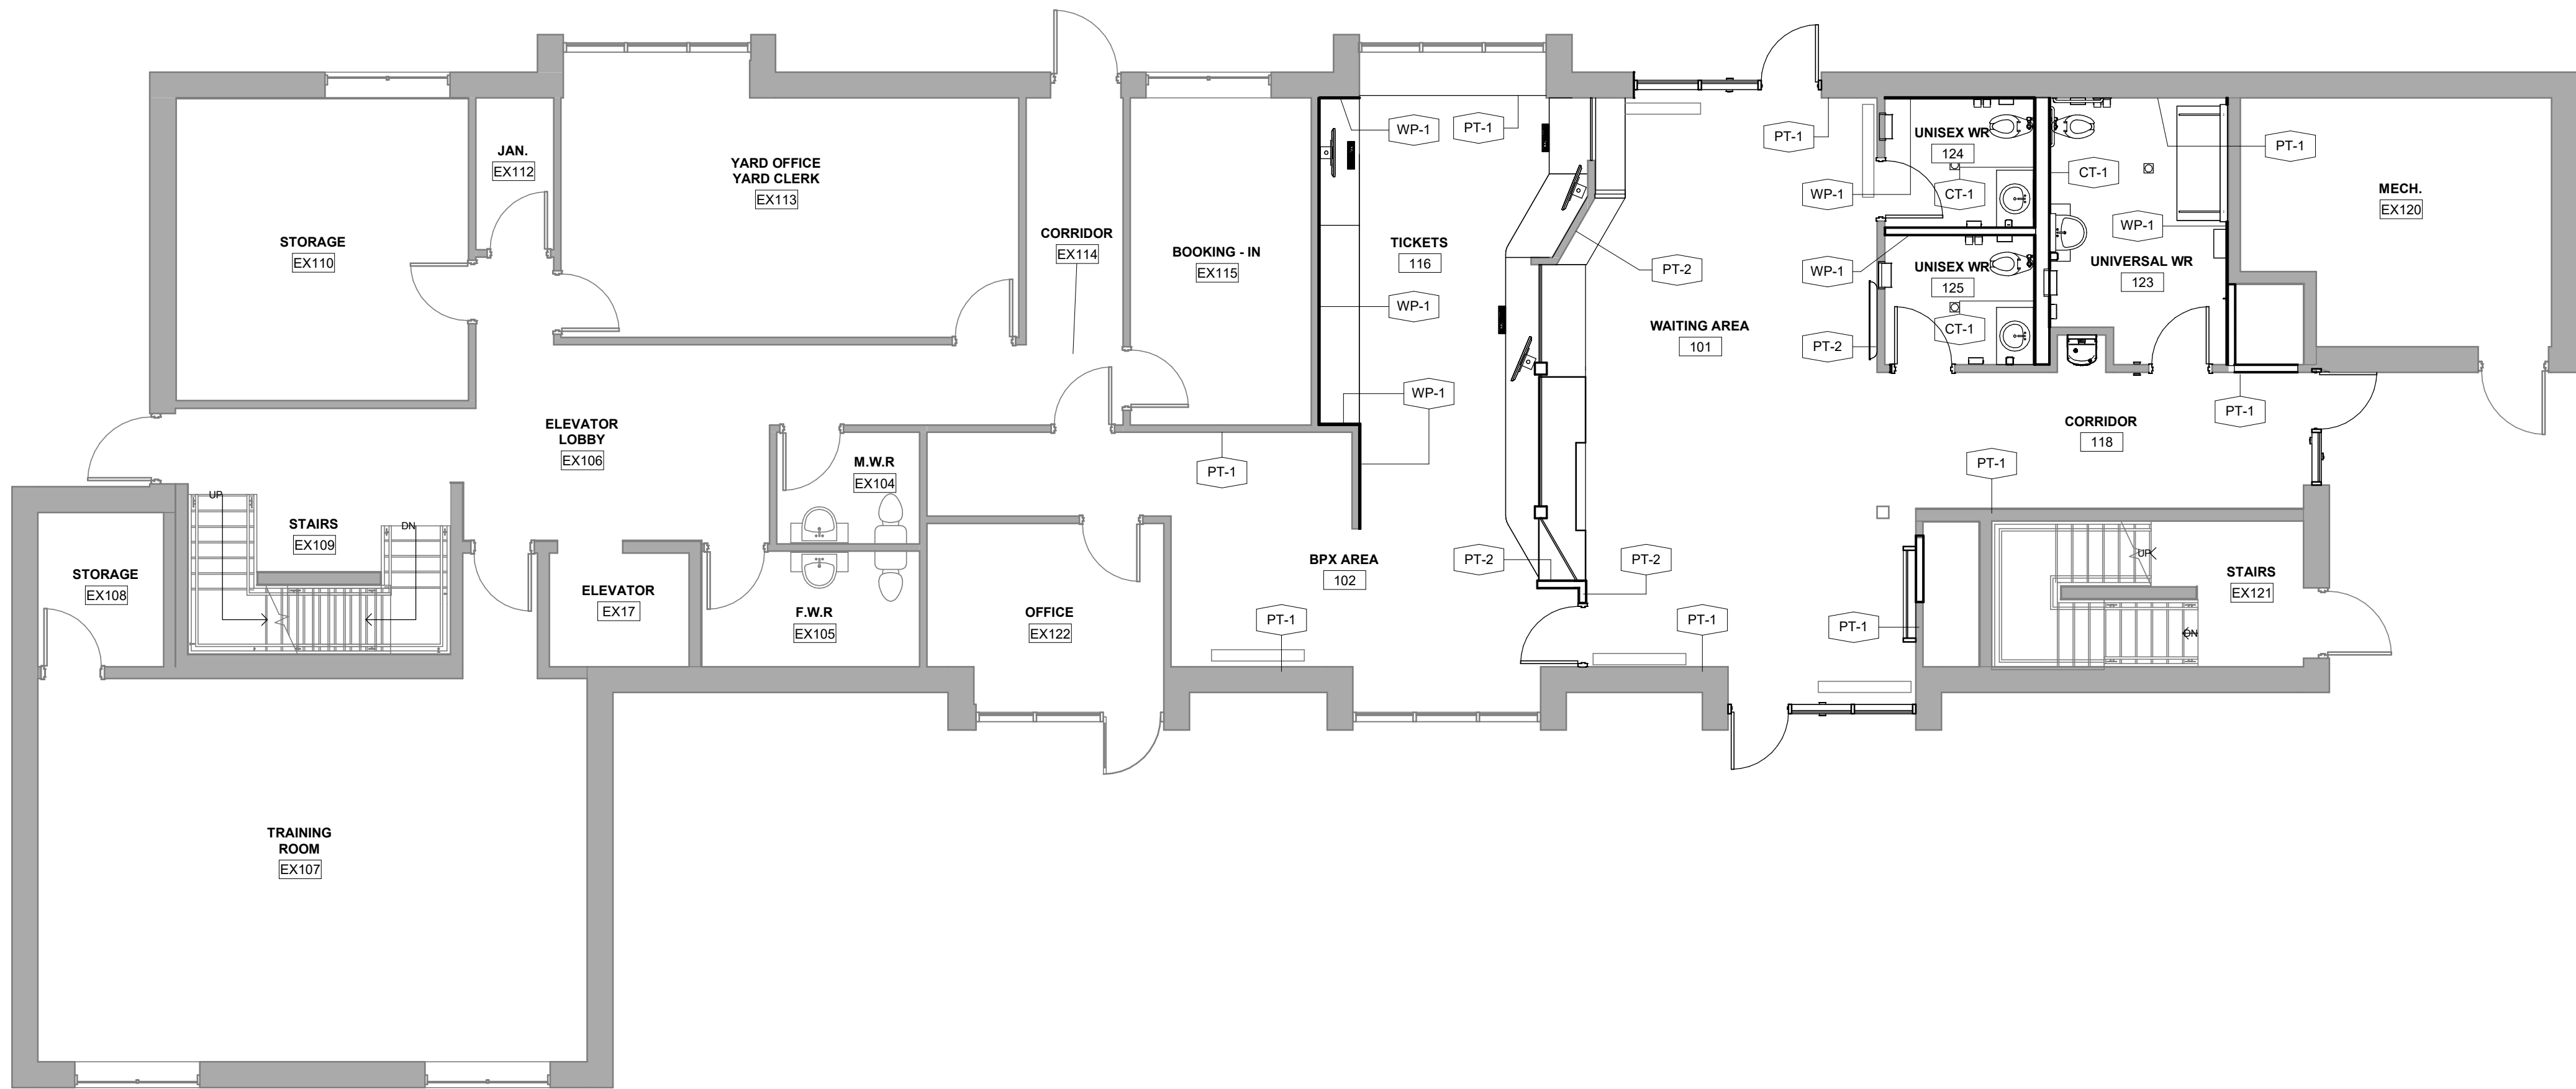 WP-1
PT-1
PT-1
UNISEX WR
124
PT-1
JAN.
EX112
YARD OFFICE
YARD CLERK
EX113
WP-1
CT-1
CT-1
MECH.
EX120
STORAGE
EX110
CORRIDOR
EX114
BOOKING - IN
EX115
TICKETS
116
PT-2
WP-1
UNISEX WR
125
WP-1
UNIVERSAL WR
123
WP-1
WAITING AREA
101
PT-2
CT-1
WP-1
PT-1
ELEVATOR
LOBBY
EX106
M.W.R
EX104
PT-1
CORRIDOR
118
PT-1
UP
STAIRS
EX109
DN
STORAGE
EX108
ELEVATOR
EX17
F.W.R
EX105
OFFICE
EX122
BPX AREA
102
PT-2
PT-2
PT-1
PT-1
PT-1
UP
STAIRS
EX121
DN
TRAINING
ROOM
EX107